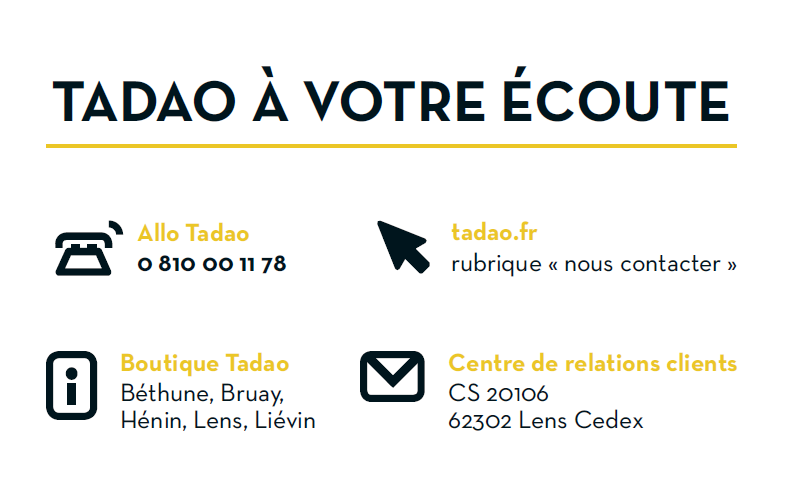 TADAO À VOTRE ÉCOUTE
Allo Tadao
0 810 00 11 78
tadao.fr
rubrique « nous contacter »
Boutique Tadao
Béthune, Bruay,
Hénin, Lens, Liévin
Centre de relations clients
CS 20106
62302 Lens Cedex